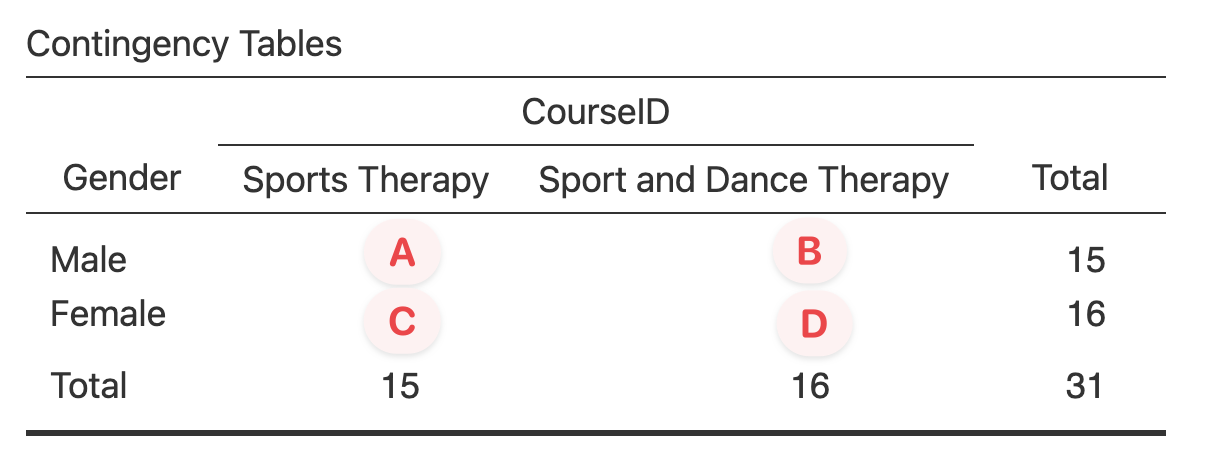 Contingency Tables
CourseID
Gender Sports Therapy Sport and Dance Therapy Total
Male A B 15
Female C D 16
Total 15 16 31